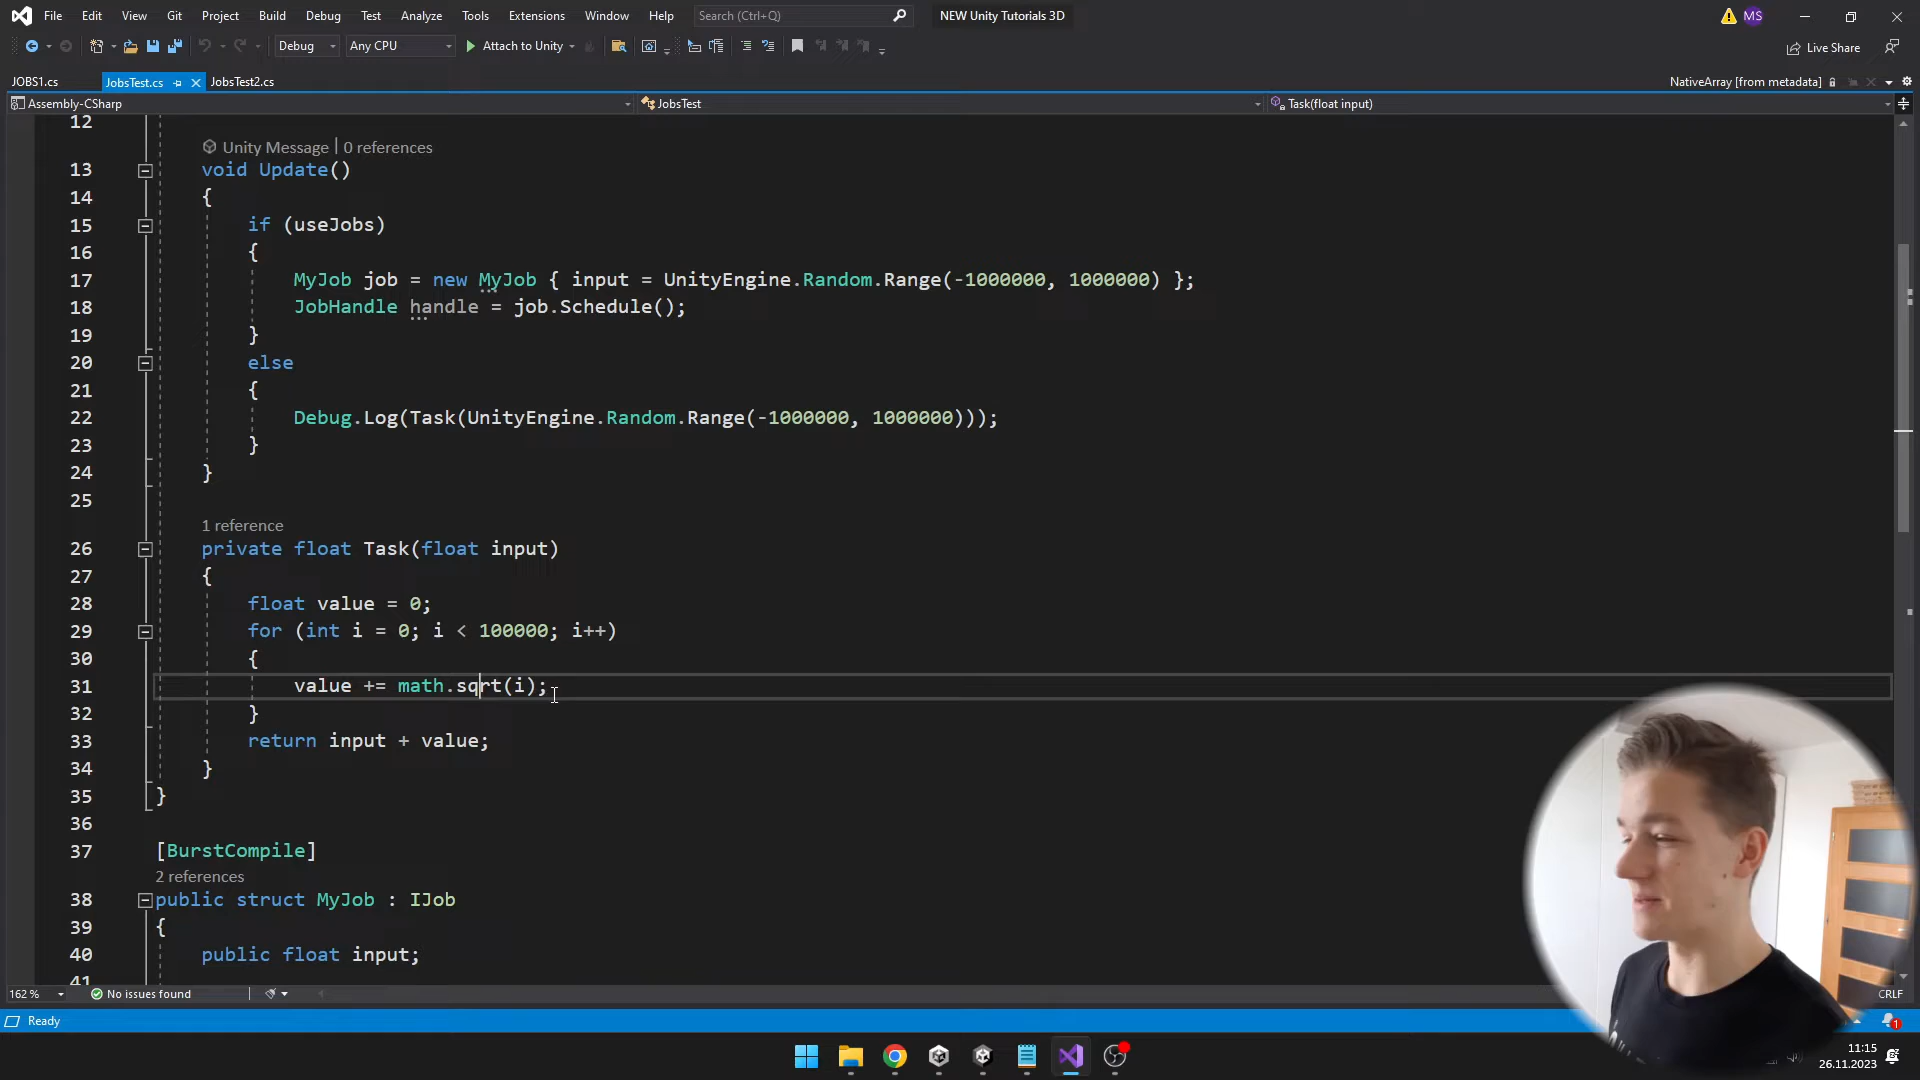 File Edit View Git Project Build Debug Test Analyze Tools Extensions Window Help Search (Ctrl+Q) NEW Unity Tutorials 3D MS
Debug Any CPU Attach to Unity Live Share
JOBS1.cs JobsTest.cs JobsTest2.cs NativeArray [from metadata]
Assembly-CSharp JobsTest Task(float input)
12
Unity Message | 0 references
13 void Update()
14 {
15 if (useJobs)
16 {
17 MyJob job = new MyJob { input = UnityEngine.Random.Range(-1000000, 1000000) };
18 JobHandle handle = job.Schedule();
19 }
20 else
21 {
22 Debug.Log(Task(UnityEngine.Random.Range(-1000000, 1000000)));
23 }
24 }
25
1 reference
26 private float Task(float input)
27 {
28 float value = 0;
29 for (int i = 0; i < 100000; i++)
30 {
31 value += math.sqrt(i);
32 }
33 return input + value;
34 }
35 }
36
37 [BurstCompile]
2 references
38 public struct MyJob : IJob
39 {
40 public float input;
41
162 % No issues found CRLF
Ready 1
11:15
26.11.2023